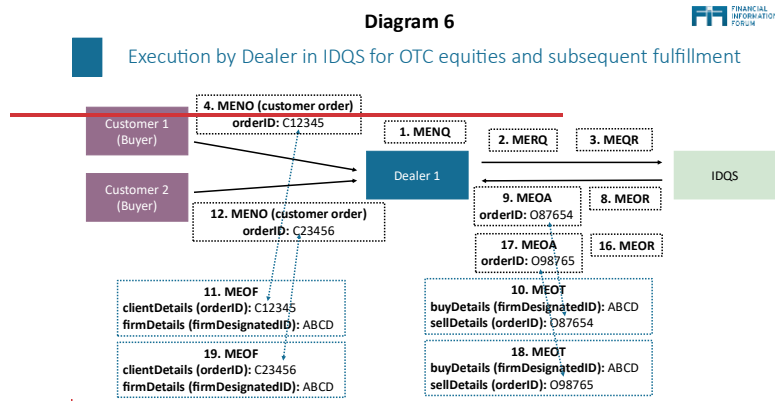 Diagram 6
FINANCIAL
INFORMATION
FORUM
Execution by Dealer in IDQS for OTC equities and subsequent fulfillment
4. MENO (customer order)
orderID: C12345
Customer 1
(Buyer)
1. MENQ
2. MERQ
3. MEQR
Dealer 1
IDQS
Customer 2
(Buyer)
9. MEOA
orderID: O87654
8. MEOR
12. MENO (customer order)
orderID: C23456
17. MEOA
orderID: O98765
16. MEOR
11. MEOF
clientDetails (orderID): C12345
firmDetails (firmDesignatedID): ABCD
10. MEOT
buyDetails (firmDesignatedID): ABCD
sellDetails (orderID): O87654
19. MEOF
clientDetails (orderID): C23456
firmDetails (firmDesignatedID): ABCD
18. MEOT
buyDetails (firmDesignatedID): ABCD
sellDetails (orderID): O98765